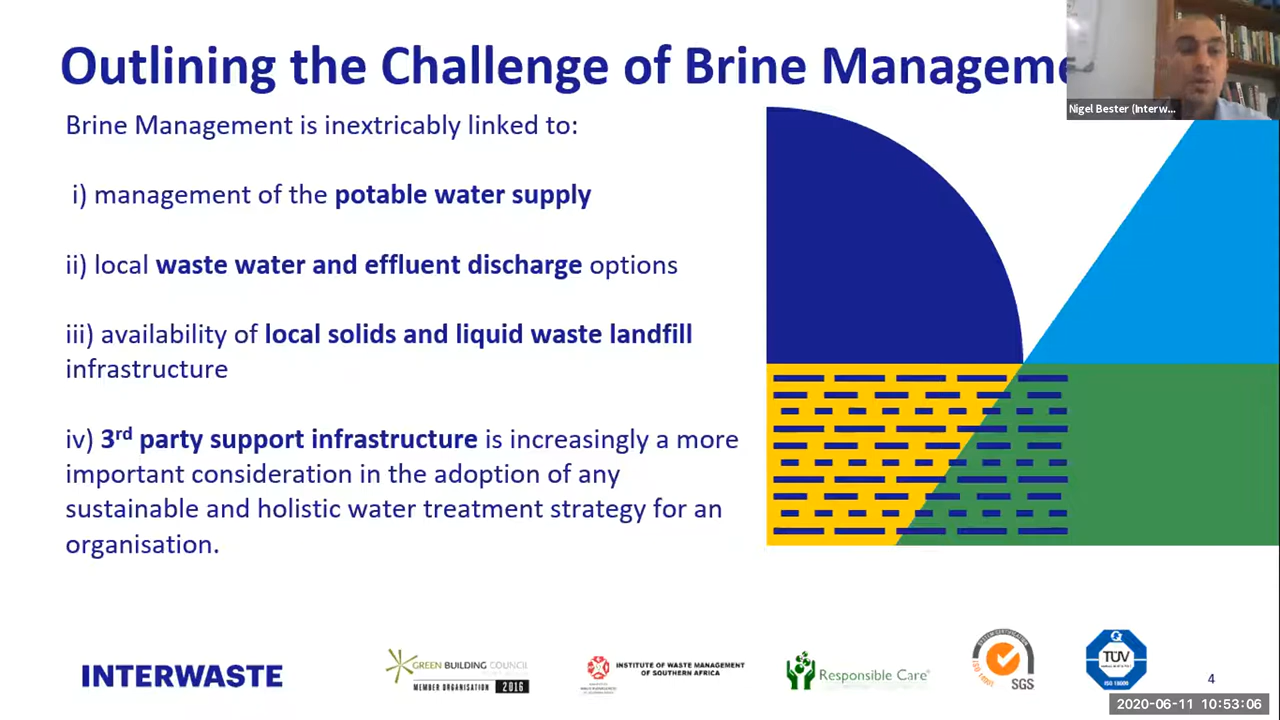 Outlining the Challenge of Brine Manageme
Nigel Bester (Interw...
Brine Management is inextricably linked to:
i) management of the potable water supply
ii) local waste water and effluent discharge options
iii) availability of local solids and liquid waste landfill
infrastructure
iv) 3rd party support infrastructure is increasingly a more
important consideration in the adoption of any
sustainable and holistic water treatment strategy for an
organisation.
INTERWASTE
GREEN BUILDING COUNCIL
MEMBER ORGANISATION 2016
INSTITUTE OF WASTE MANAGEMENT
OF SOUTHERN AFRICA
Responsible Care®
SYSTEM CERTIFICATION
ISO 14001
SGS
TÜV
4
2020-06-11 10:53:06